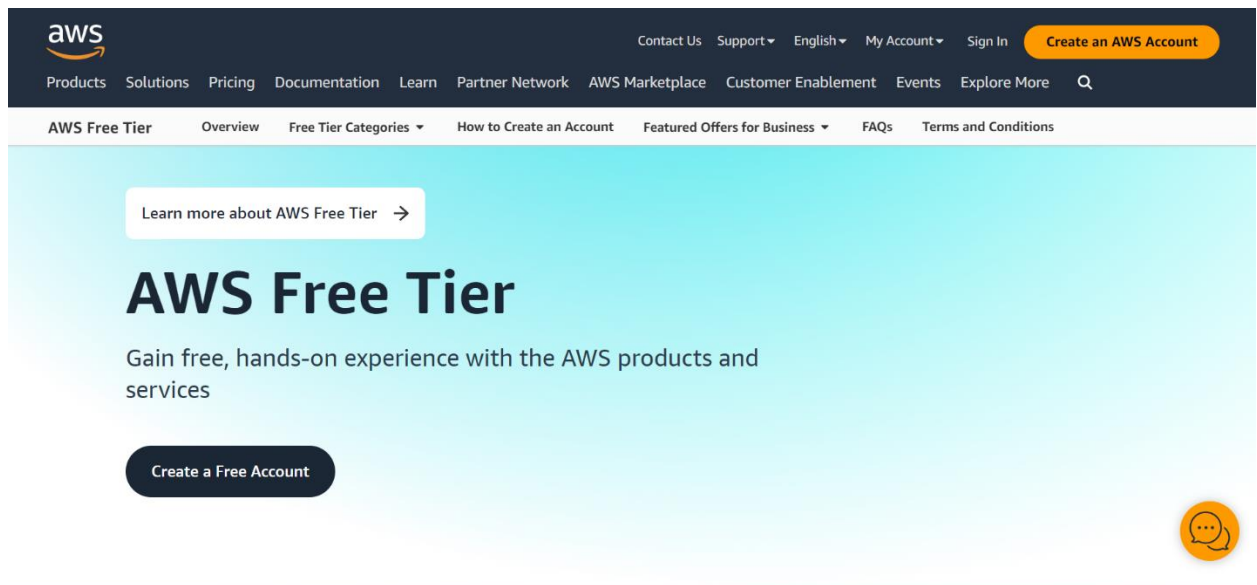 aws
Contact Us Support English My Account Sign In Create an AWS Account
Products Solutions Pricing Documentation Learn Partner Network AWS Marketplace Customer Enablement Events Explore More
AWS Free Tier Overview Free Tier Categories How to Create an Account Featured Offers for Business FAQs Terms and Conditions
Learn more about AWS Free Tier →
AWS Free Tier
Gain free, hands-on experience with the AWS products and
services
Create a Free Account